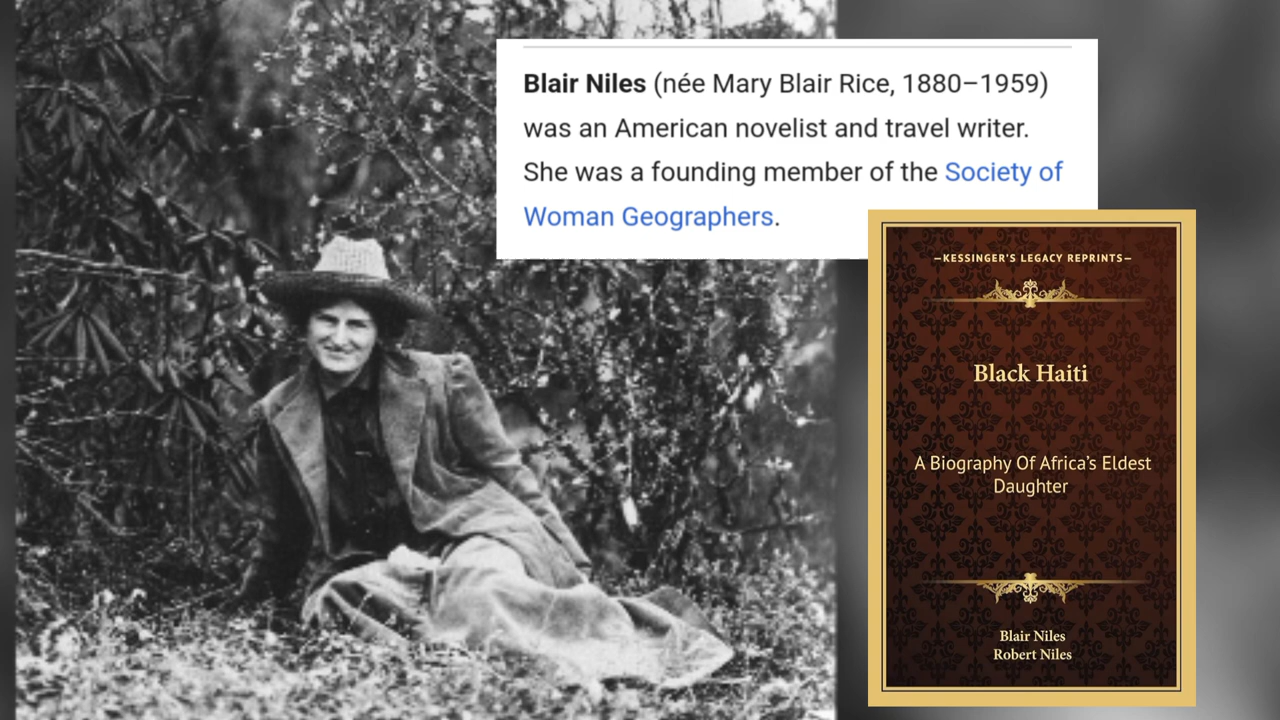 Blair Niles (née Mary Blair Rice, 1880–1959)
was an American novelist and travel writer.
She was a founding member of the Society of
Woman Geographers.
—KESSINGER'S LEGACY REPRINTS—
Black Haiti
A Biography Of Africa's Eldest
Daughter
Blair Niles
Robert Niles